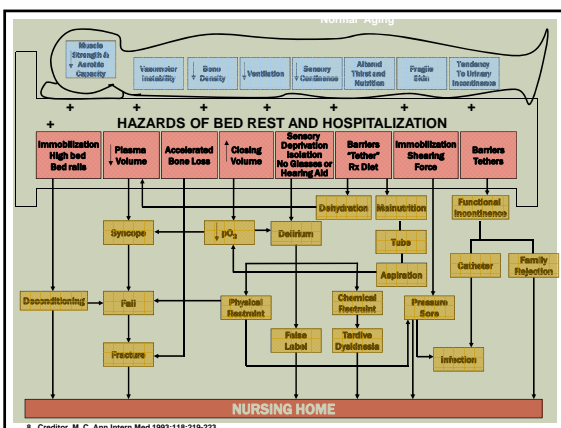 Normal Aging
Muscle
Strength &
Aerobic
Capacity
Vasomotor
Instability
Bone
Density
Ventilation
Sensory
Continence
Altered
Thirst and
Nutrition
Fragile
Skin
Tendency
To Urinary
Incontinence
+ + + + + + +
+
HAZARDS OF BED REST AND HOSPITALIZATION
Immobilization
High bed
Bed rails
↓ Plasma
Volume
Accelerated
Bone Loss
↑ Closing
Volume
Sensory
Deprivation
Isolation
No Glasses or
Hearing Aid
Barriers
"Tether"
Rx Diet
Immobilization
Shearing
Force
Barriers
Tethers
Dehydration
Malnutrition
Functional
Incontinence
Syncope
↓ pO2
Delirium
Tube
Aspiration
Catheter
Family
Rejection
Deconditioning
Fall
Physical
Restraint
Chemical
Restraint
Pressure
Sore
False
Label
Tardive
Dyskinesia
Fracture
Infection
NURSING HOME
8 Creditor, M. C. Ann Intern Med 1993;118:219-223